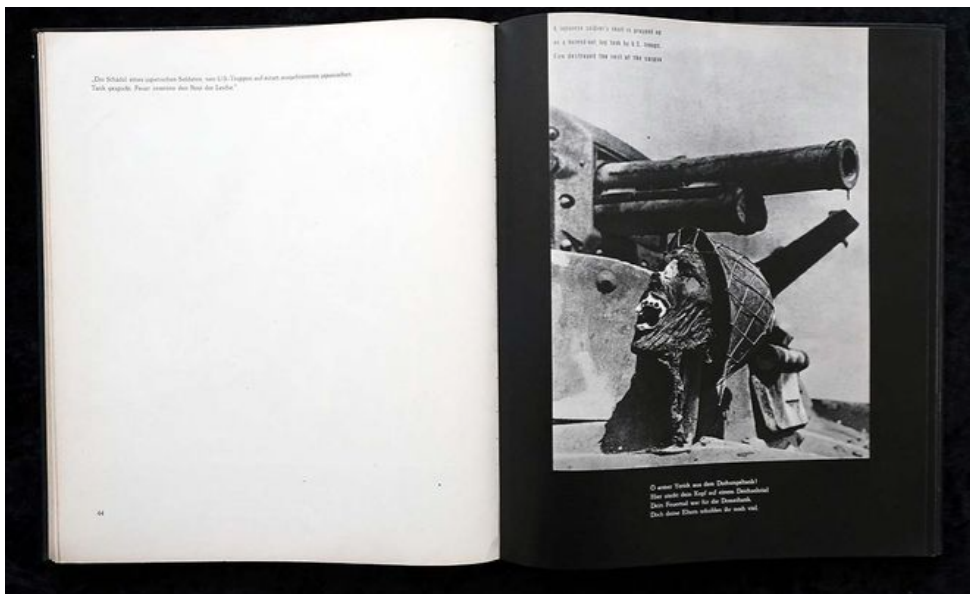 „Der Schädel eines japanischen Soldaten, von U.S.-Truppen auf einen ausgebrannten japanischen
Tank gespießt. Feuer zerstörte den Rest der Leiche.“
44
A Japanese soldier's skull is propped up
on a burned-out Jap tank by U.S. troops.
Fire destroyed the rest of the corpse
O armer Yorick aus dem Dschungeltank!
Hier steckt dein Kopf auf einem Deichselstiel
Dein Feuertod war für die Domeibank.
Doch deine Eltern schulden ihr noch viel.